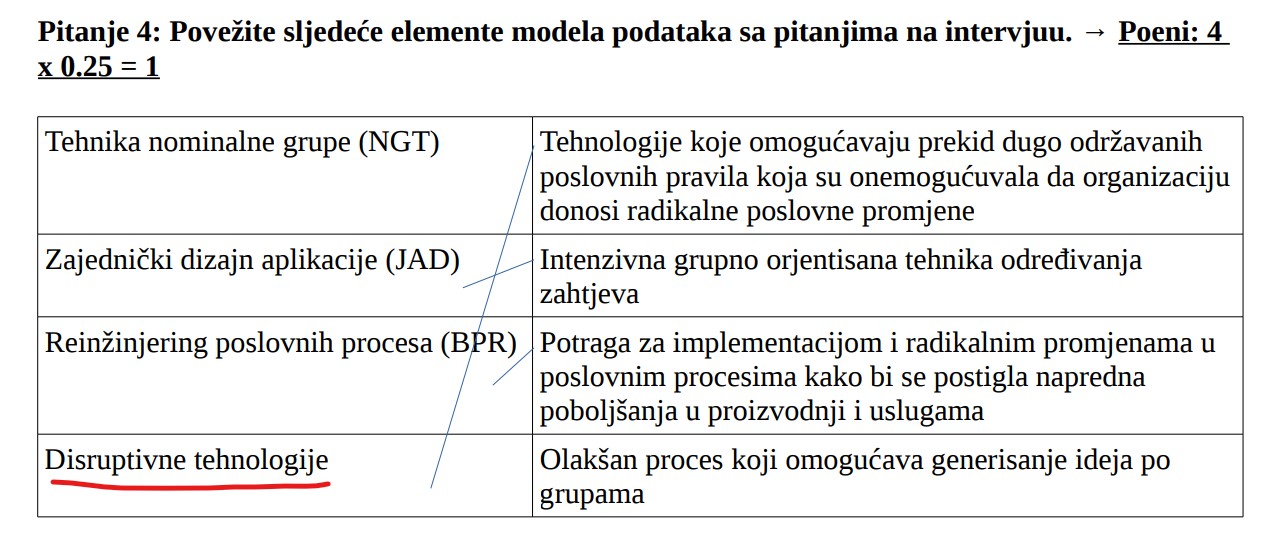 Pitanje 4: Povežite sljedeće elemente modela podataka sa pitanjima na intervjuu. → Poeni: 4
x 0.25 = 1
Tehnika nominalne grupe (NGT)
Tehnologije koje omogućavaju prekid dugo održavanih
poslovnih pravila koja su onemogućuvala da organizaciju
donosi radikalne poslovne promjene
Zajednički dizajn aplikacije (JAD)
Intenzivna grupno orjentisana tehnika određivanja
zahtjeva
Reinžinjering poslovnih procesa (BPR)
Potraga za implementacijom i radikalnim promjenama u
poslovnim procesima kako bi se postigla napredna
poboljšanja u proizvodnji i uslugama
Disruptivne tehnologije
Olakšan proces koji omogućava generisanje ideja po
grupama